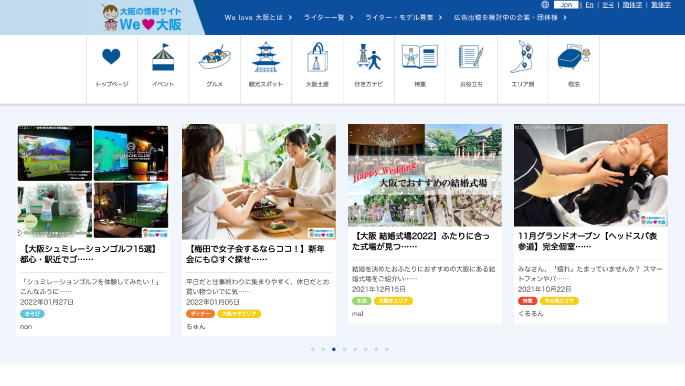 大阪の情報サイト
We♥大阪
We love 大阪とは
ライター一覧
ライター・モデル募集
広告出稿を検討中の企業・団体様
Jpn | En | 한국 | 简体字 | 繁体字
トップページ
イベント
グルメ
観光スポット
大阪土産
行き方ナビ
特集
お役立ち
エリア別
宿泊
【大阪シュミレーションゴルフ15選】
都心・駅近でゴ……
「シュミレーションゴルフを体験してみたい！」
こんなふうに……
2022年01月27日
あそび
non
We♥大阪
【梅田で女子会するならココ！】新年
会にも◎すぐ探せ……
平日だと仕事終わりに集まりやすく、休日だとお
買い物ついでに気……
2022年01月05日
ディナー
大阪キタエリア
ちゅん
Happy Wedding
大阪でおすすめの結婚式場
We♥大阪
【大阪 結婚式場2022】ふたりに合っ
た式場が見つ……
結婚を決めたおふたりにおすすめの大阪にある結
婚式場をご紹介い……
2021年12月15日
生活
大阪市エリア
mal
We♥大阪
11月グランドオープン【ヘッドスパ表
参道】完全個室……
みなさん、「疲れ」たまっていませんか？ スマー
トフォンやパ……
2021年10月22日
特集
その他エリア
くるるん